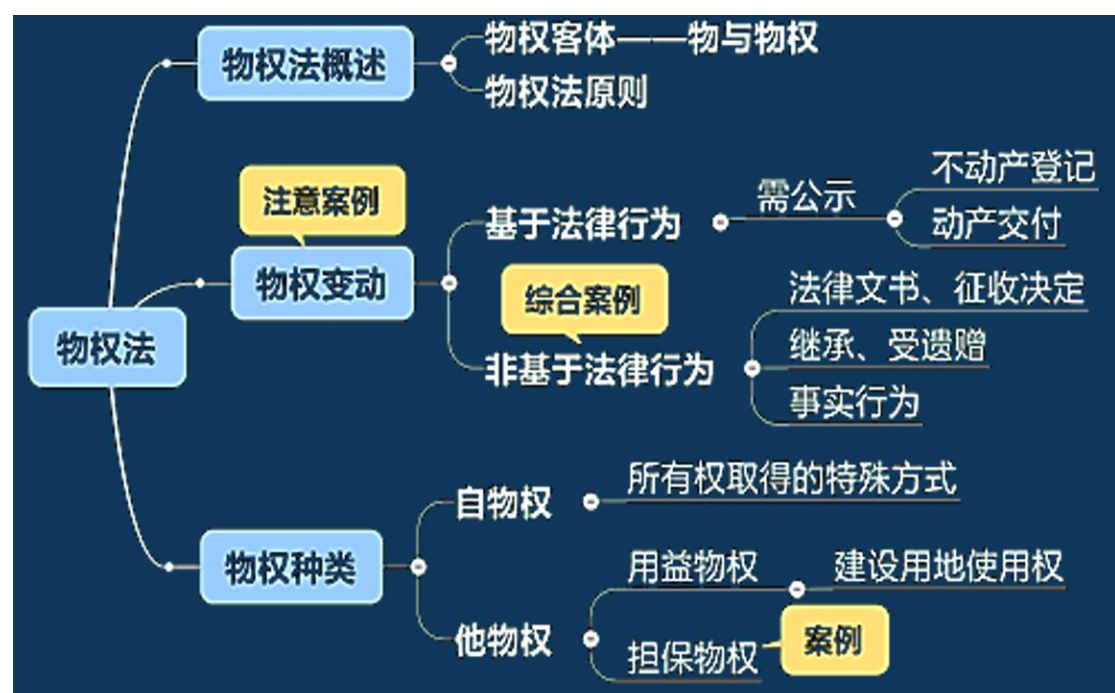 物权法
物权法概述
物权客体——物与物权
物权法原则
注意案例
物权变动
基于法律行为
需公示
不动产登记
动产交付
综合案例
非基于法律行为
法律文书、征收决定
继承、受遗赠
事实行为
物权种类
自物权
所有权取得的特殊方式
他物权
用益物权
建设用地使用权
担保物权
案例